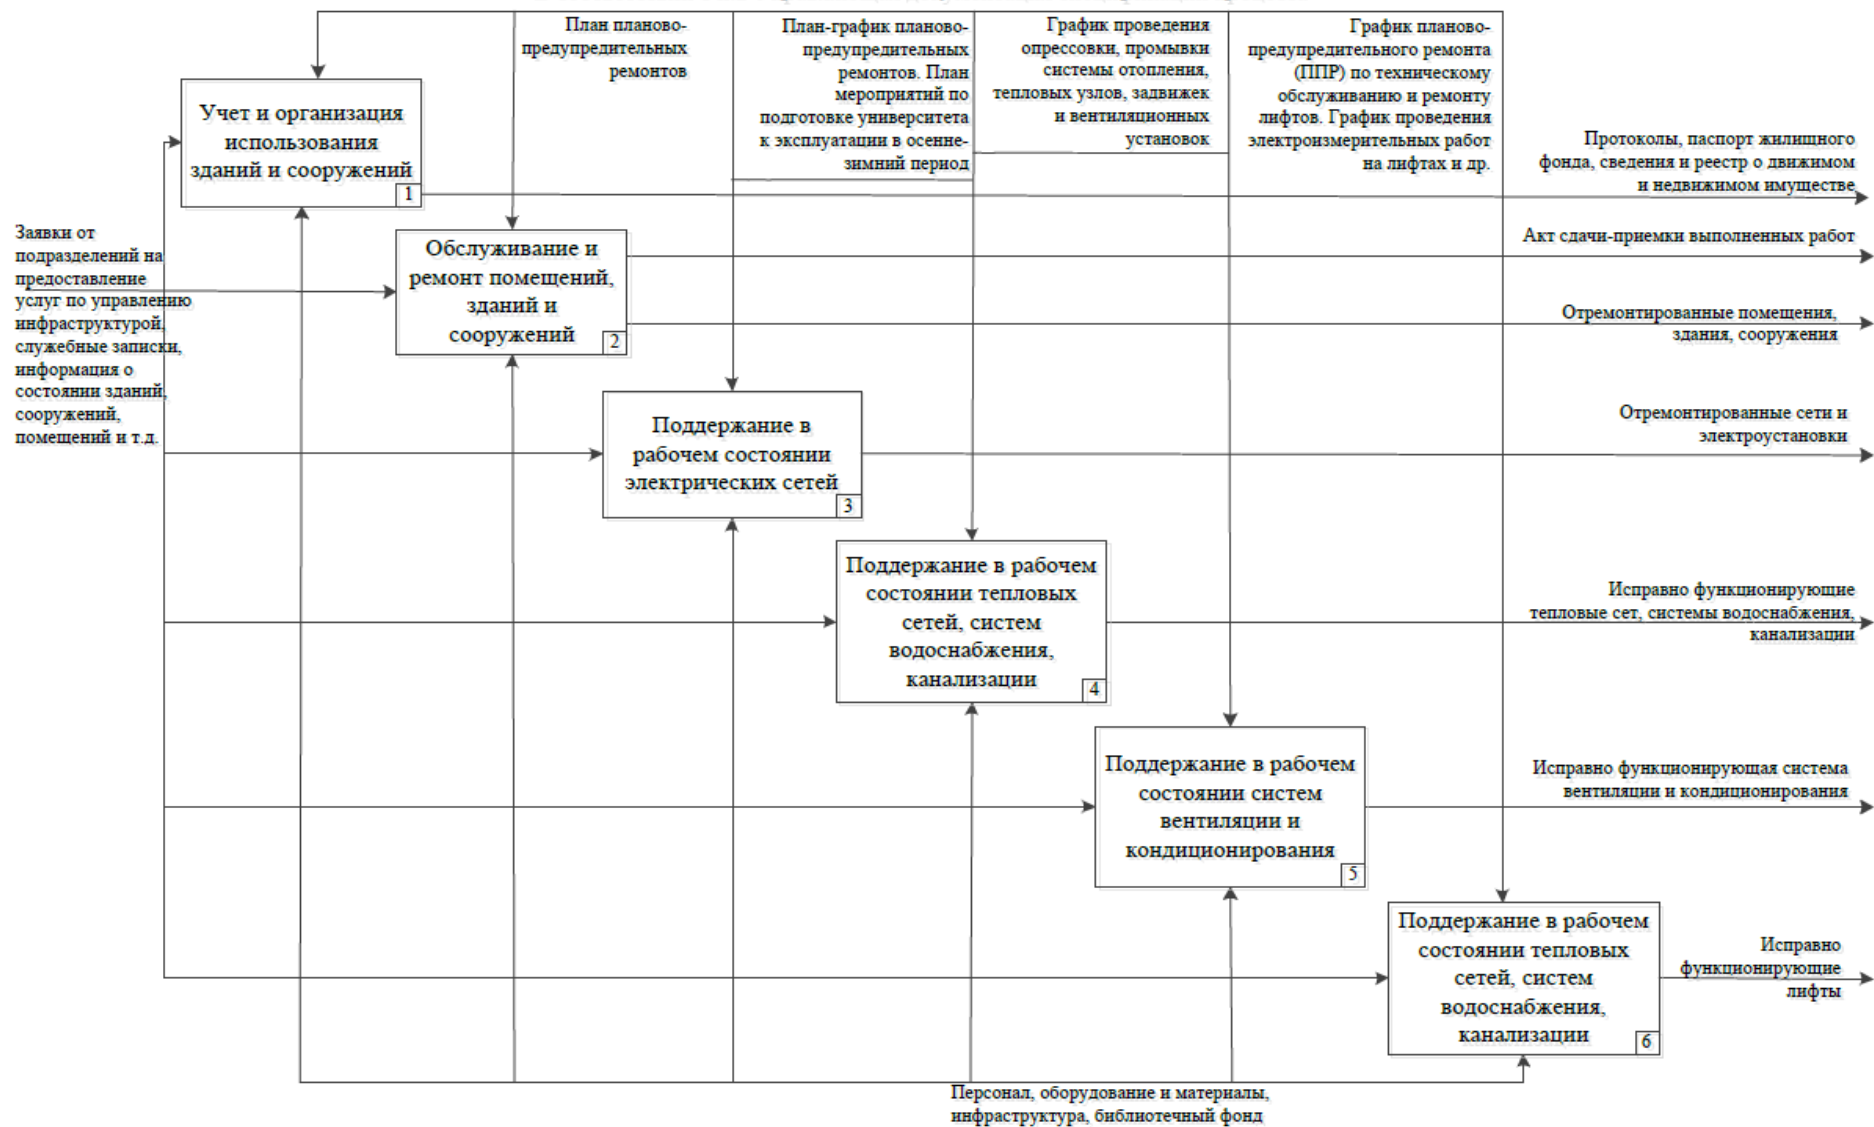 План планово-
предупредительных
ремонтов
План-график планово-
предупредительных
ремонтов. План
мероприятий по
подготовке университета
к эксплуатации в осенне-
зимний период
График проведения
опрессовки, промывки
системы отопления,
тепловых узлов, задвижек
и вентиляционных
установок
График планово-
предупредительного ремонта
(ППР) по техническому
обслуживанию и ремонту
лифтов. График проведения
электроизмерительных работ
на лифтах и др.
Учет и организация
использования
зданий и сооружений
1
Протоколы, паспорт жилищного
фонда, сведения и реестр о движимом
и недвижимом имуществе
Заявки от
подразделений на
предоставление
услуг по управлению
инфраструктурой,
служебные записки,
информация о
состоянии зданий,
сооружений,
помещений и т.д.
Обслуживание и
ремонт помещений,
зданий и
сооружений
2
Акт сдачи-приемки выполненных работ
Отремонтированные помещения,
здания, сооружения
Поддержание в
рабочем состоянии
электрических сетей
3
Отремонтированные сети и
электроустановки
Поддержание в рабочем
состоянии тепловых
сетей, систем
водоснабжения,
канализации
4
Исправно функционирующие
тепловые сет, системы водоснабжения,
канализации
Поддержание в рабочем
состоянии систем
вентиляции и
кондиционирования
5
Исправно функционирующая система
вентиляции и кондиционирования
Поддержание в рабочем
состоянии тепловых
сетей, систем
водоснабжения,
канализации
6
Исправно
функционирующие
лифты
Персонал, оборудование и материалы,
инфраструктура, библиотечный фонд